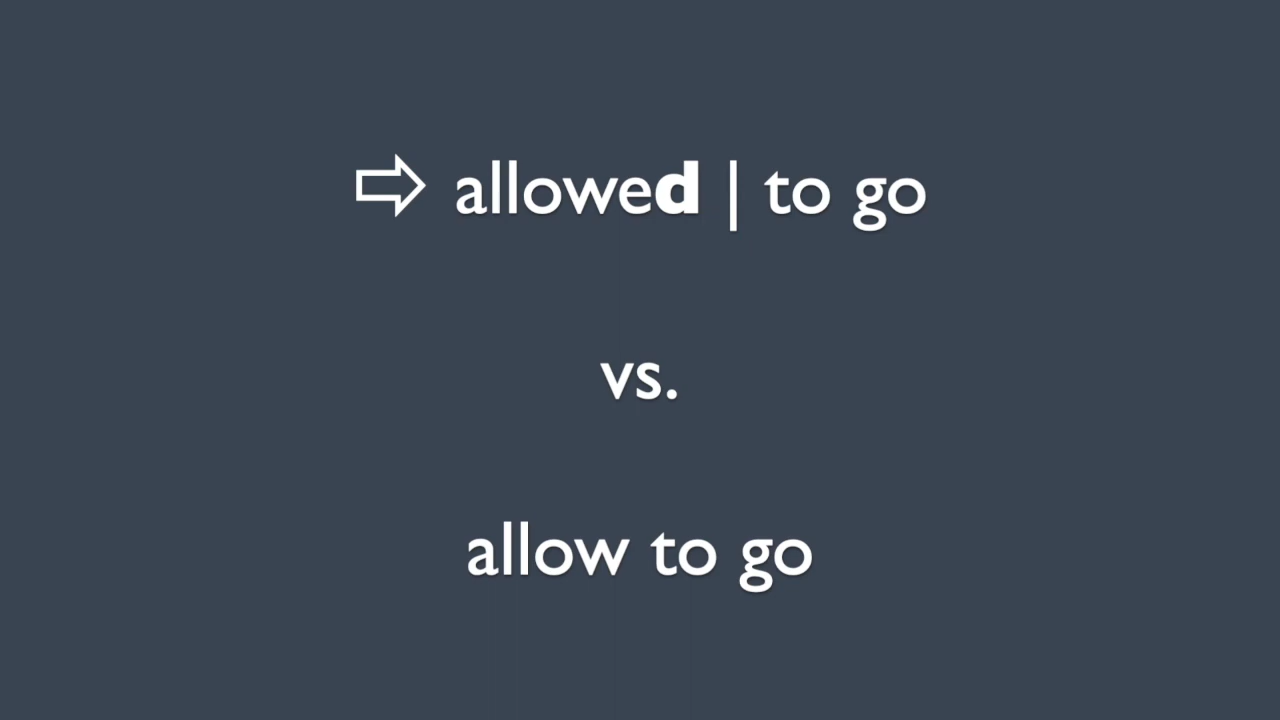 ⇨ allowed | to go
vs.
allow to go